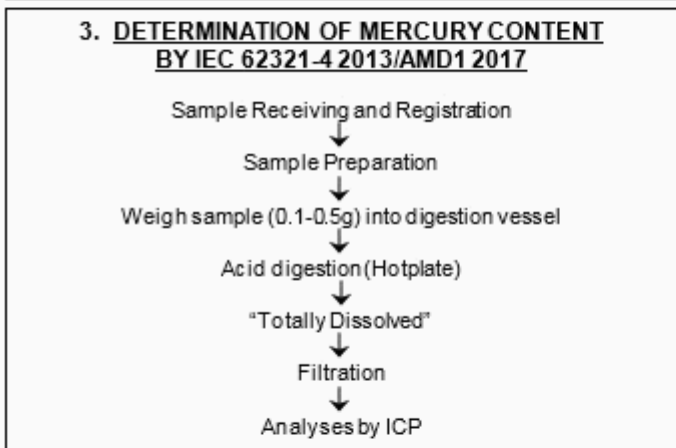 3. DETERMINATION OF MERCURY CONTENT
BY IEC 62321-4 2013/AMD1 2017
Sample Receiving and Registration
Sample Preparation
Weigh sample (0.1-0.5g) into digestion vessel
Acid digestion (Hotplate)
“Totally Dissolved”
Filtration
Analyses by ICP